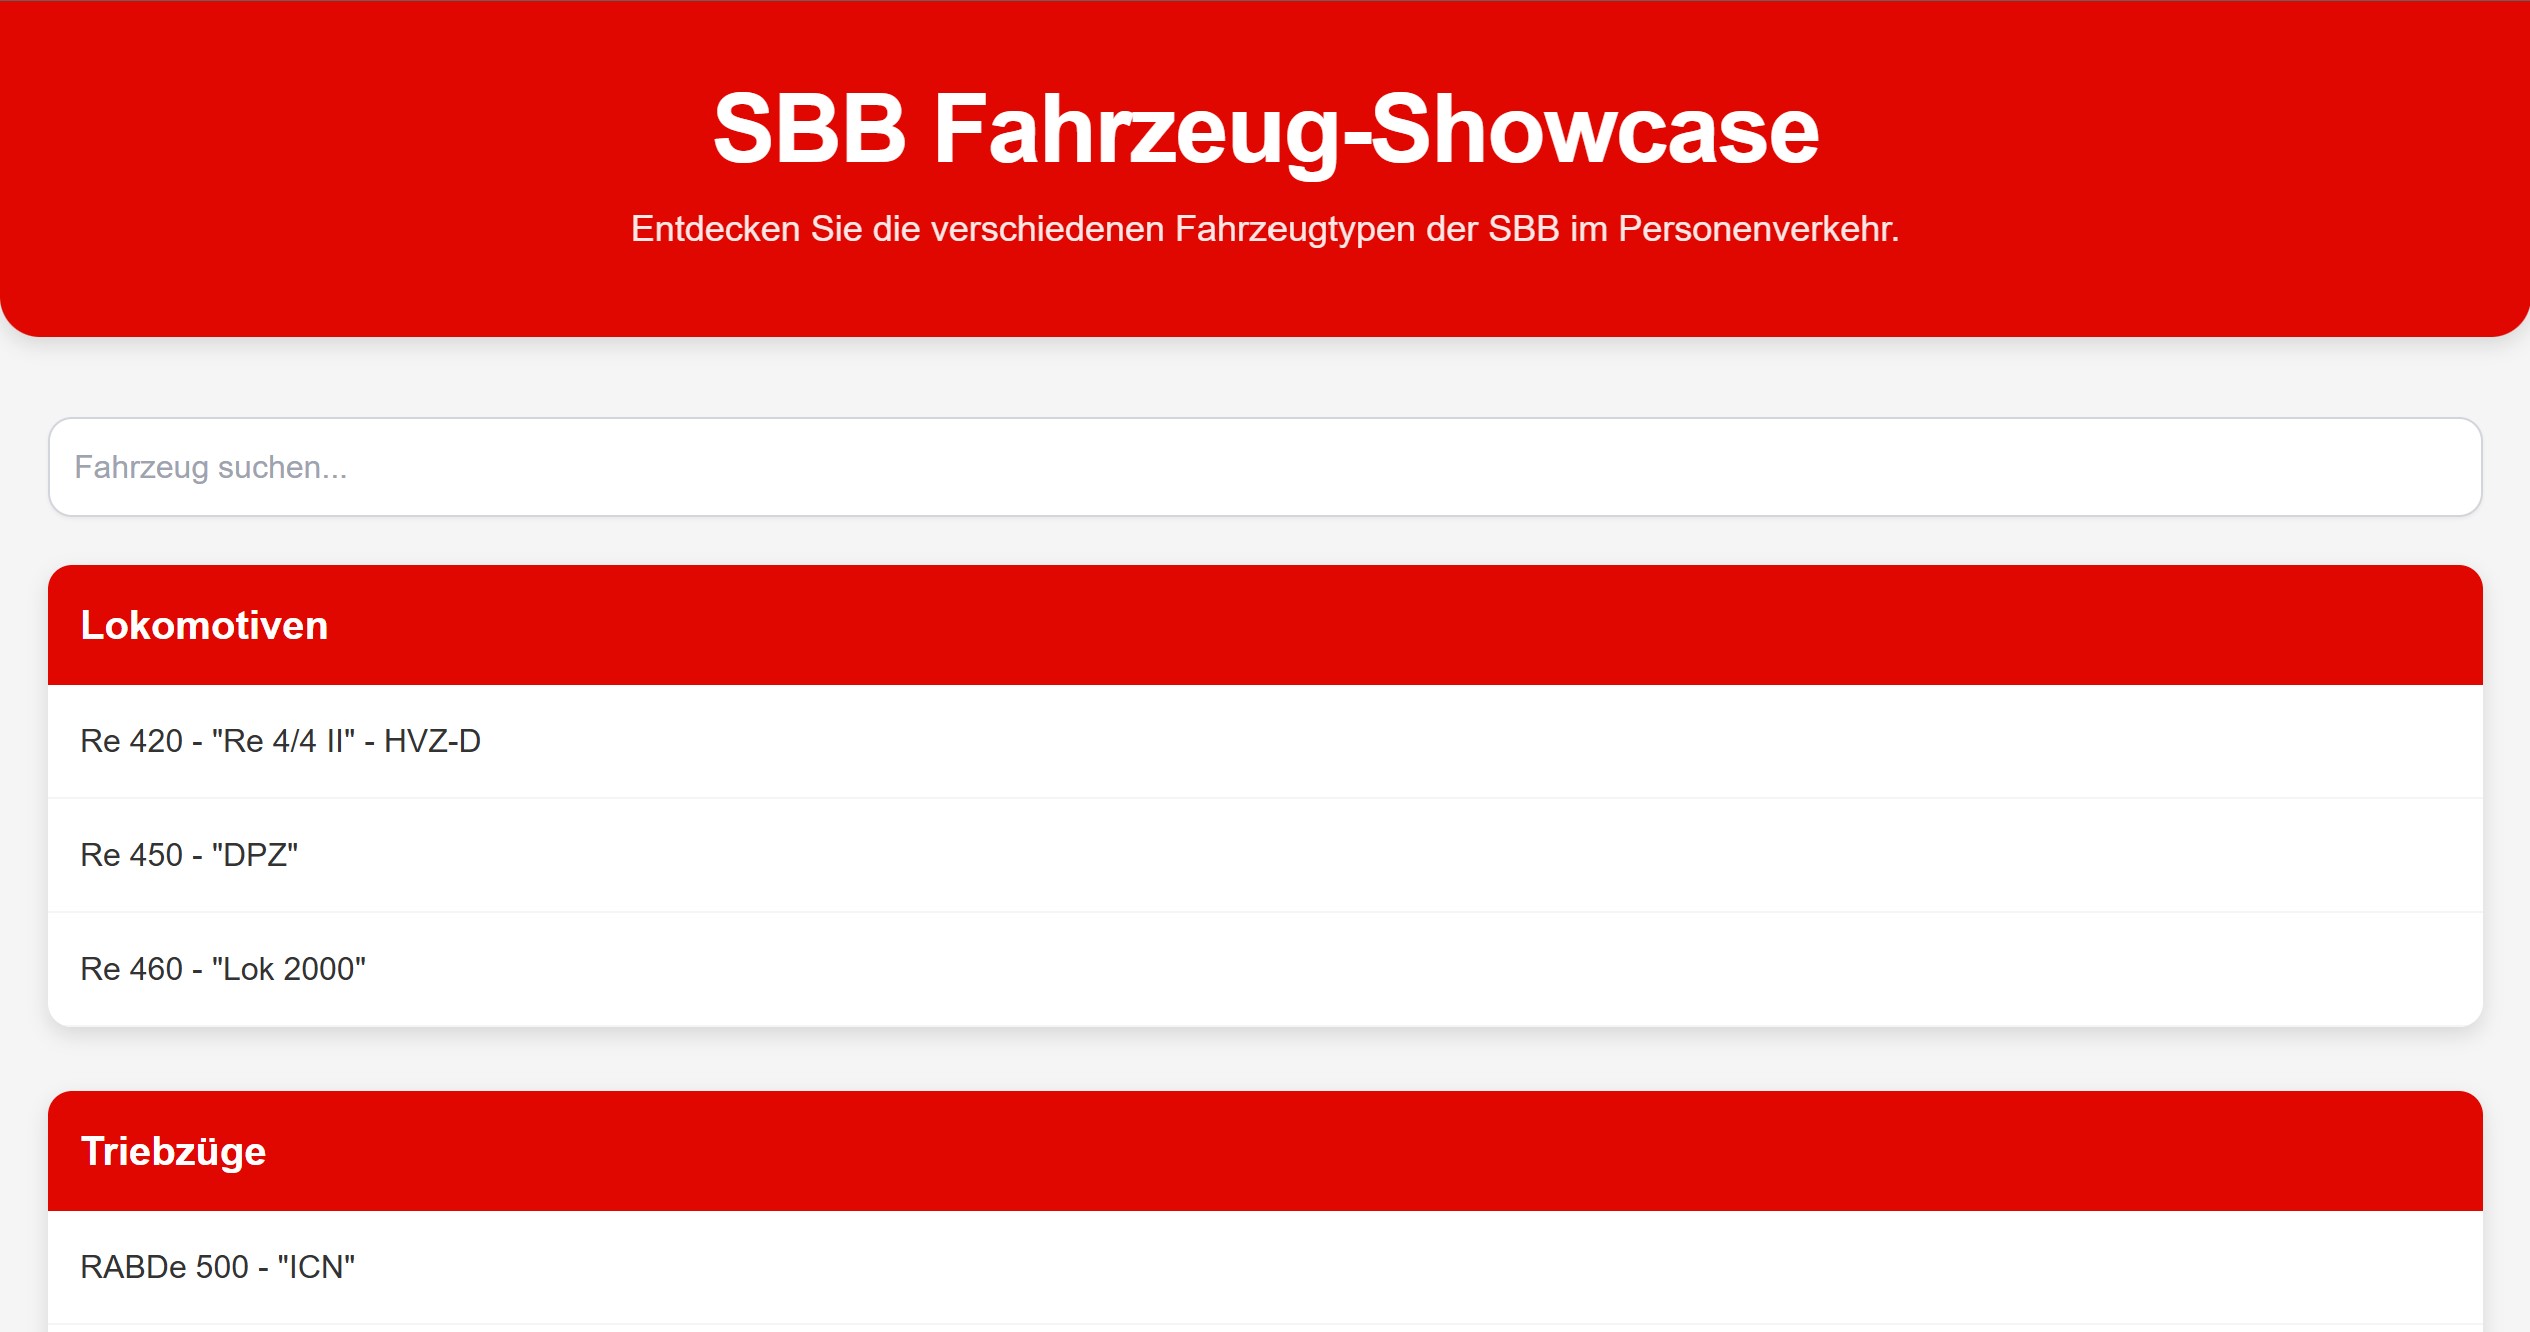 SBB Fahrzeug-Showcase
Entdecken Sie die verschiedenen Fahrzeugtypen der SBB im Personenverkehr.
Fahrzeug suchen...
Lokomotiven
Re 420 - "Re 4/4 II" - HVZ-D
Re 450 - "DPZ"
Re 460 - "Lok 2000"
Triebzüge
RABDe 500 - "ICN"